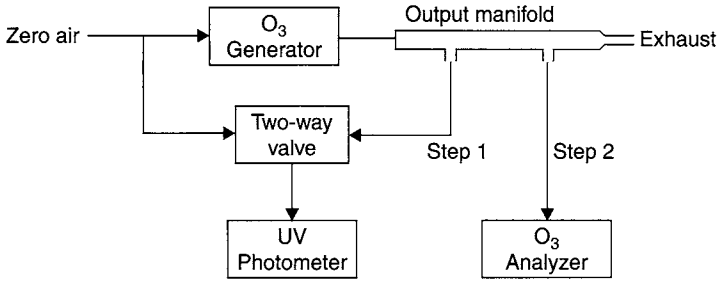 Output manifold
Zero air
O₃
Generator
Exhaust
Two-way
valve
Step 1
Step 2
UV
Photometer
O₃
Analyzer